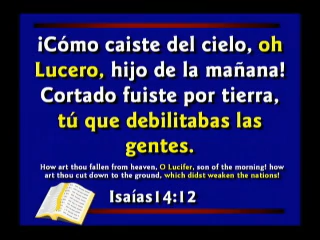 ¡Cómo caiste del cielo, oh
Lucero, hijo de la mañana!
Cortado fuiste por tierra,
tú que debilitabas las
gentes.
How art thou fallen from heaven, O Lucifer, son of the morning! how
art thou cut down to the ground, which didst weaken the nations!
Isaías14:12